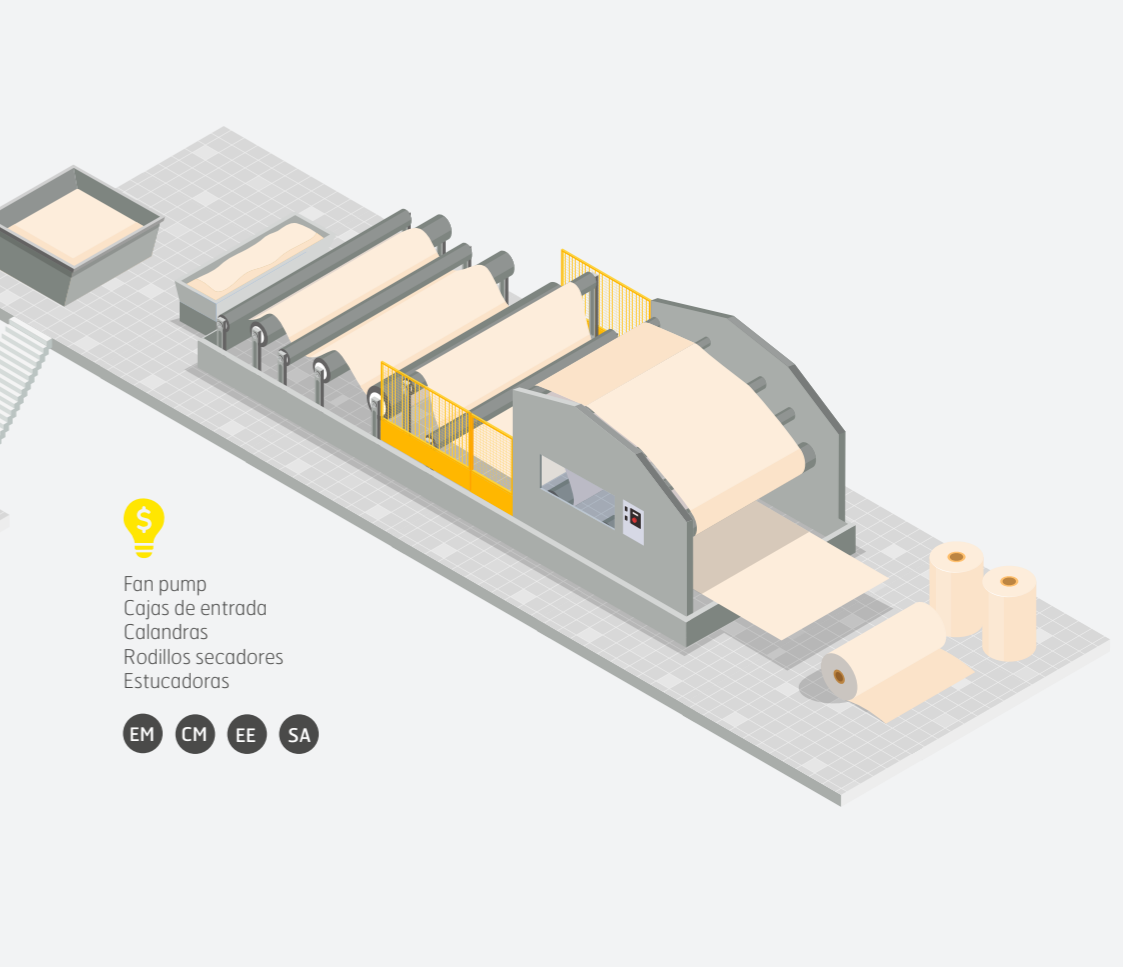 $
Fan pump
Cajas de entrada
Calandras
Rodillos secadores
Estucadoras
EM CM EE SA